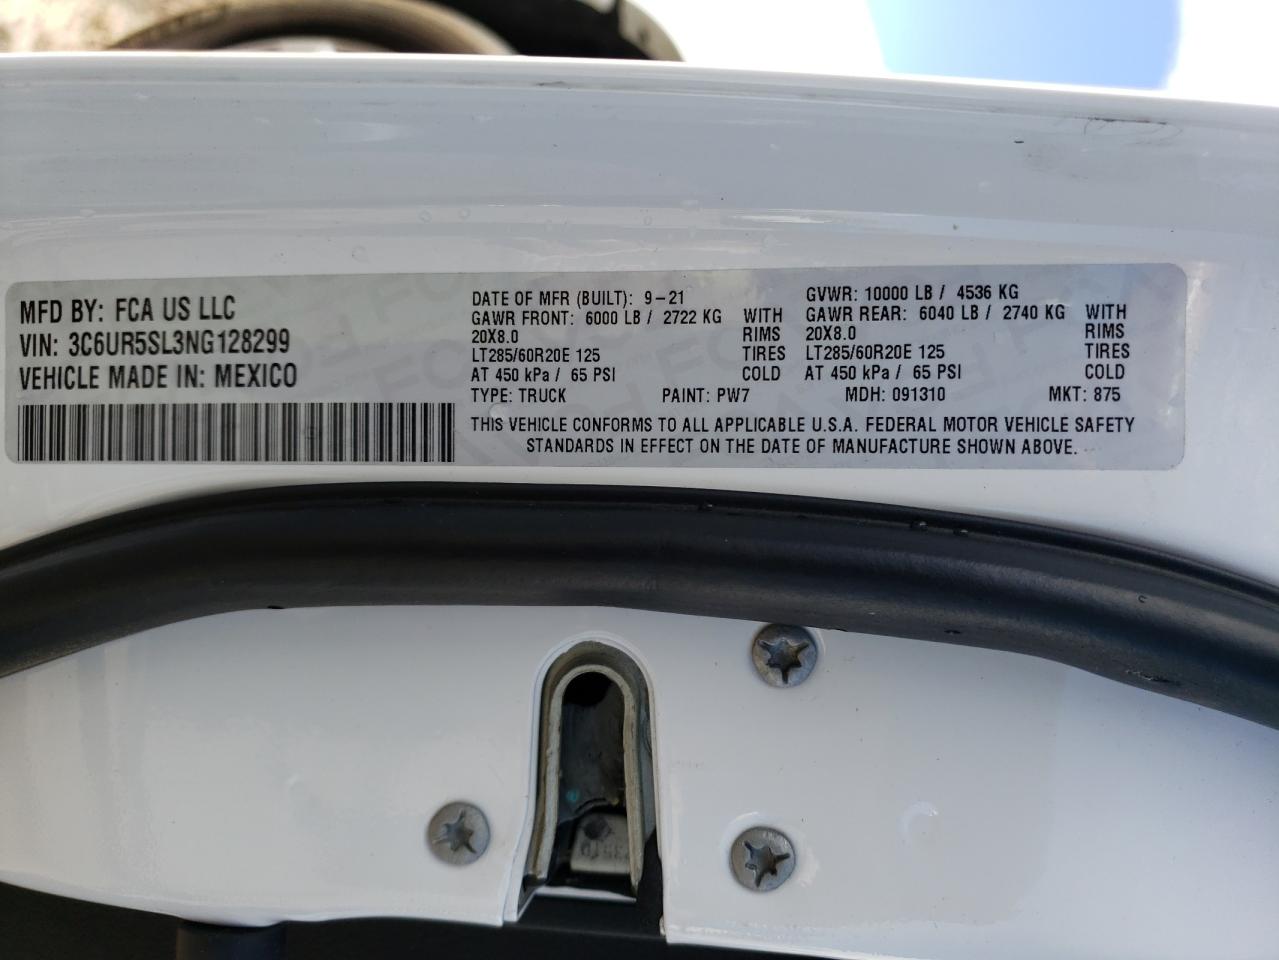 MFD BY: FCA US LLC
VIN: 3C6UR5SL3NG128299
VEHICLE MADE IN: MEXICO
DATE OF MFR (BUILT): 9-21 GVWR: 10000 LB / 4536 KG
GAWR FRONT: 6000 LB / 2722 KG WITH GAWR REAR: 6040 LB / 2740 KG WITH
20X8.0 RIMS 20X8.0 RIMS
LT285/60R20E 125 TIRES LT285/60R20E 125 TIRES
AT 450 kPa / 65 PSI COLD AT 450 kPa / 65 PSI COLD
TYPE: TRUCK PAINT: PW7 MDH: 091310 MKT: 875
THIS VEHICLE CONFORMS TO ALL APPLICABLE U.S.A. FEDERAL MOTOR VEHICLE SAFETY
STANDARDS IN EFFECT ON THE DATE OF MANUFACTURE SHOWN ABOVE.